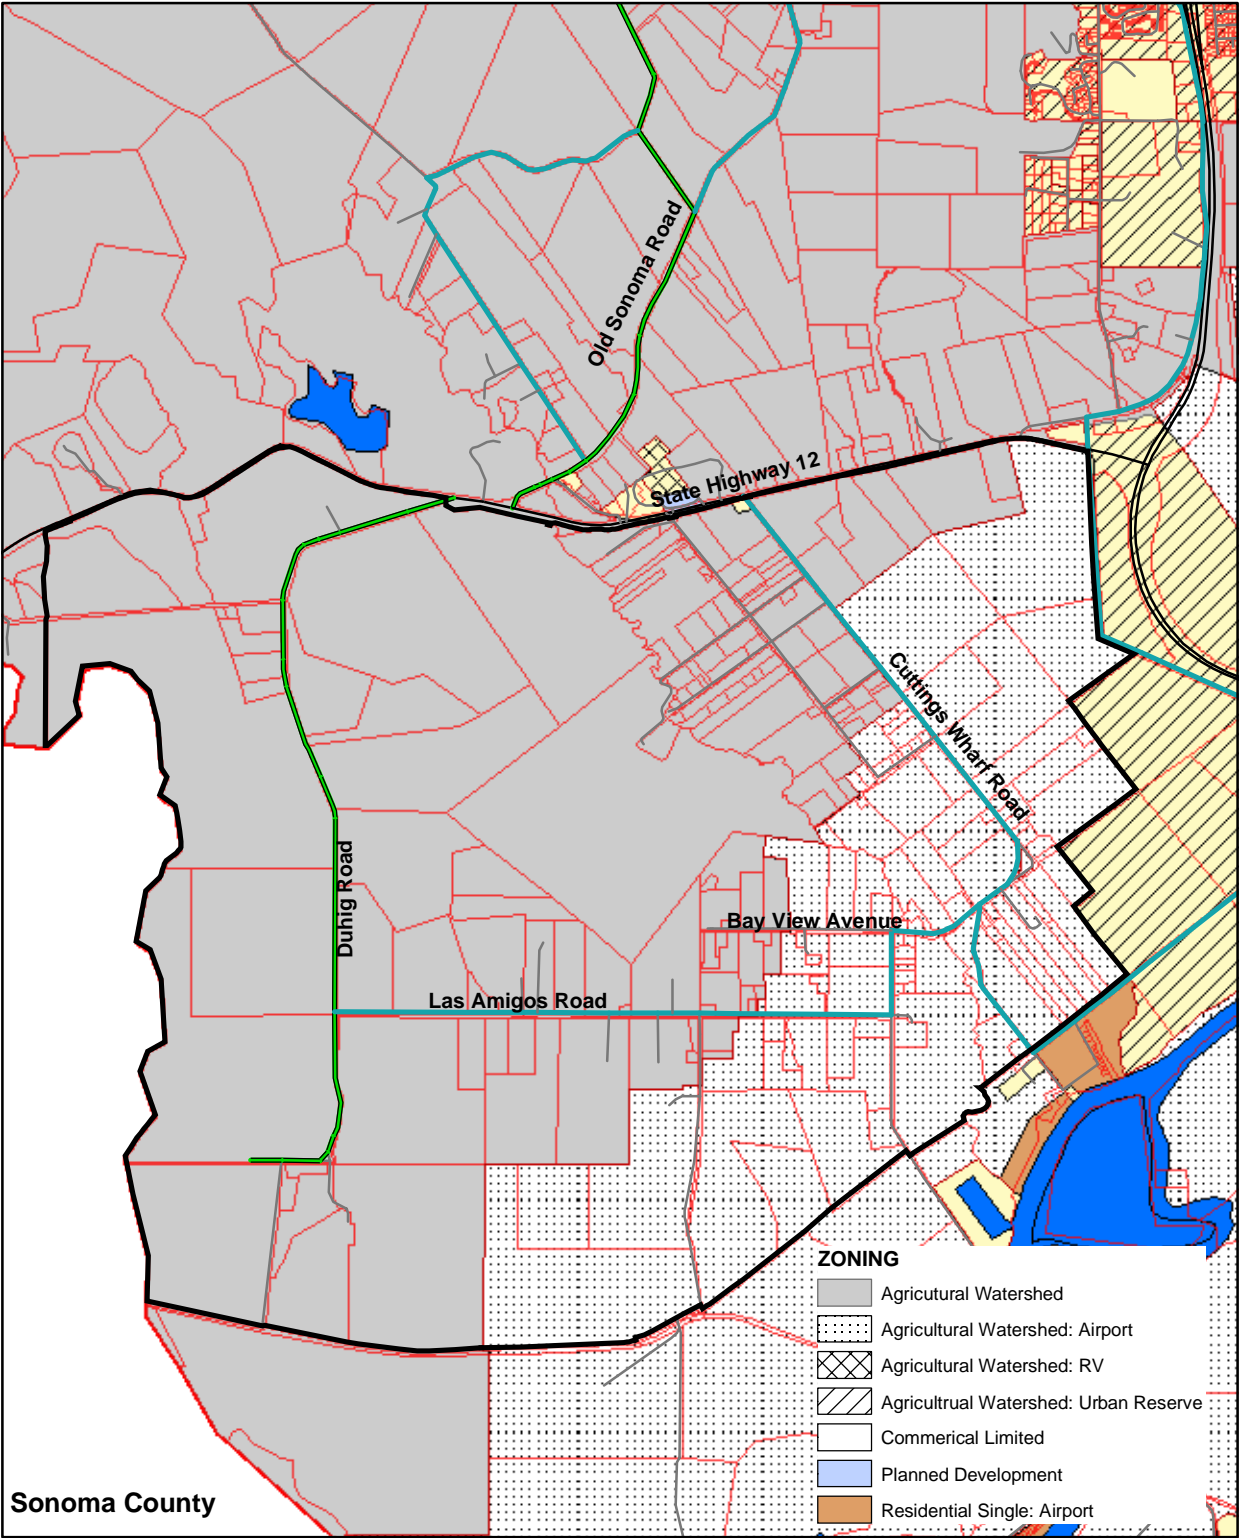 Old Sonoma Road
State Highway 12
Cuttings Wharf Road
Duhig Road
Bay View Avenue
Las Amigos Road
ZONING
Agricutural Watershed
Agricultural Watershed: Airport
Agricultural Watershed: RV
Agricultrual Watershed: Urban Reserve
Commerical Limited
Planned Development
Residential Single: Airport
Sonoma County